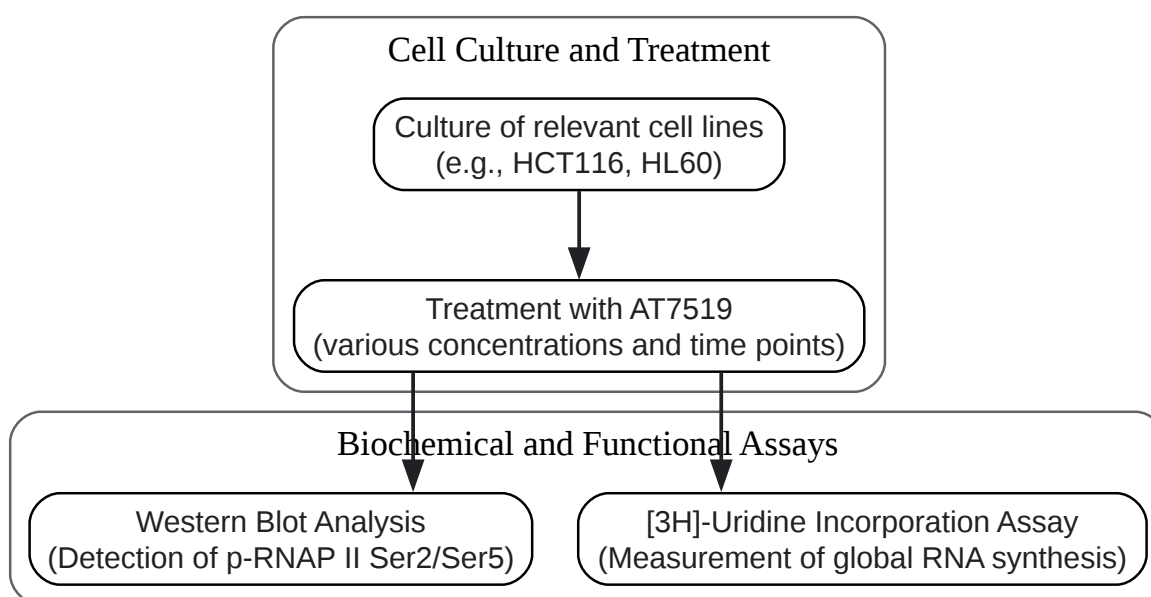 Cell Culture and Treatment
Culture of relevant cell lines
(e.g., HCT116, HL60)
Treatment with AT7519
(various concentrations and time points)
Biochemical and Functional Assays
Western Blot Analysis
(Detection of p-RNAP II Ser2/Ser5)
[3H]-Uridine Incorporation Assay
(Measurement of global RNA synthesis)